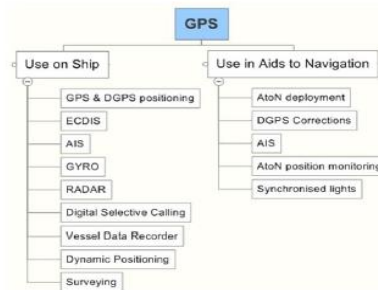 GPS
Use on Ship
GPS & DGPS positioning
ECDIS
AIS
GYRO
RADAR
Digital Selective Calling
Vessel Data Recorder
Dynamic Positioning
Surveying
Use in Aids to Navigation
AtoN deployment
DGPS Corrections
AIS
AtoN position monitoring
Synchronised lights